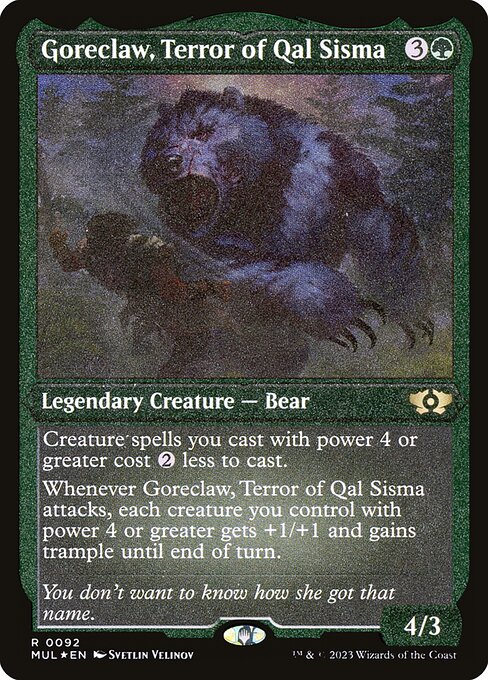 Goreclaw, Terror of Qal Sisma 3
Legendary Creature — Bear
Creature spells you cast with power 4 or
greater cost 2 less to cast.
Whenever Goreclaw, Terror of Qal Sisma
attacks, each creature you control with
power 4 or greater gets +1/+1 and gains
trample until end of turn.
You don't want to know how she got that
name.
4/3
R 0092
MUL★EN Svetlin Velinov
™ & © 2023 Wizards of the Coast